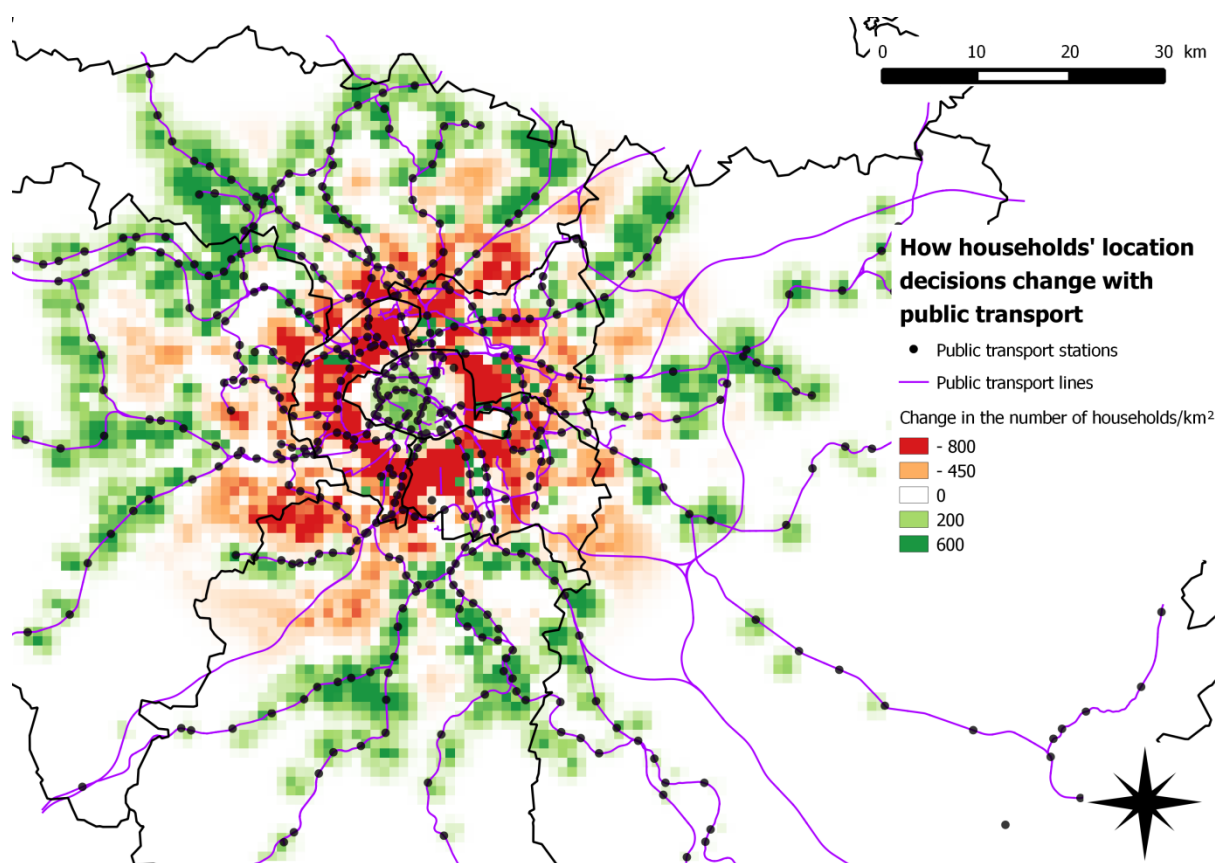 0 10 20 30 km
How households' location
decisions change with
public transport
Public transport stations
Public transport lines
Change in the number of households/km²
- 800
- 450
0
200
600